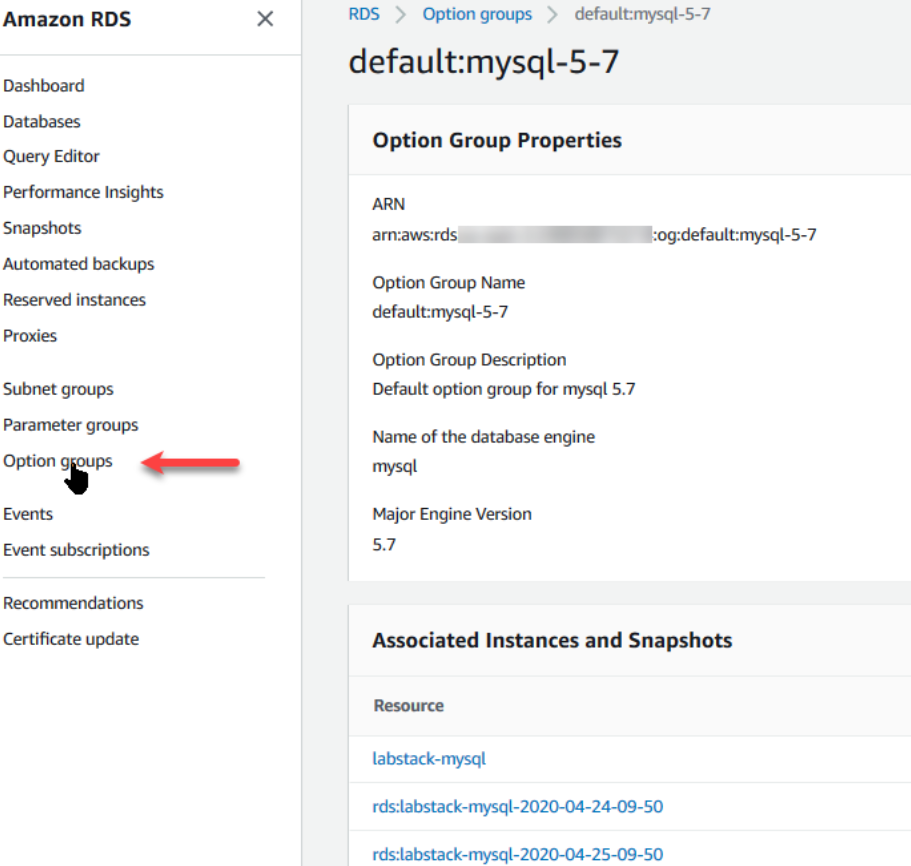 Amazon RDS
Dashboard
Databases
Query Editor
Performance Insights
Snapshots
Automated backups
Reserved instances
Proxies
Subnet groups
Parameter groups
Option groups
Events
Event subscriptions
Recommendations
Certificate update
RDS > Option groups > default:mysql-5-7
default:mysql-5-7
Option Group Properties
ARN
arn:aws:rds :og:default:mysql-5-7
Option Group Name
default:mysql-5-7
Option Group Description
Default option group for mysql 5.7
Name of the database engine
mysql
Major Engine Version
5.7
Associated Instances and Snapshots
Resource
labstack-mysql
rds:labstack-mysql-2020-04-24-09-50
rds:labstack-mysql-2020-04-25-09-50